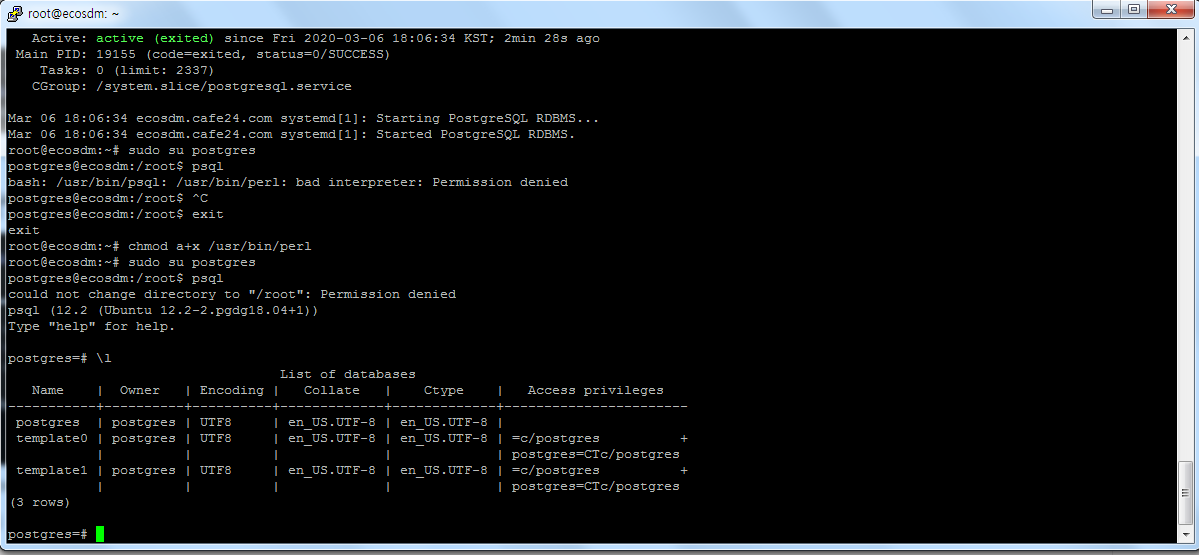 root@ecosdm: ~
   Active: active (exited) since Fri 2020-03-06 18:06:34 KST; 2min 28s ago
 Main PID: 19155 (code=exited, status=0/SUCCESS)
    Tasks: 0 (limit: 2337)
   CGroup: /system.slice/postgresql.service

Mar 06 18:06:34 ecosdm.cafe24.com systemd[1]: Starting PostgreSQL RDBMS...
Mar 06 18:06:34 ecosdm.cafe24.com systemd[1]: Started PostgreSQL RDBMS.
root@ecosdm:~# sudo su postgres
postgres@ecosdm:/root$ psql
bash: /usr/bin/psql: /usr/bin/perl: bad interpreter: Permission denied
postgres@ecosdm:/root$ ^C
postgres@ecosdm:/root$ exit
exit
root@ecosdm:~# chmod a+x /usr/bin/perl
root@ecosdm:~# sudo su postgres
postgres@ecosdm:/root$ psql
could not change directory to "/root": Permission denied
psql (12.2 (Ubuntu 12.2-2.pgdg18.04+1))
Type "help" for help.

postgres=# \l
                                  List of databases
   Name    |  Owner   | Encoding |   Collate   |    Ctype    |   Access privileges
-----------+----------+----------+-------------+-------------+-----------------------
 postgres  | postgres | UTF8     | en_US.UTF-8 | en_US.UTF-8 |
 template0 | postgres | UTF8     | en_US.UTF-8 | en_US.UTF-8 | =c/postgres          +
           |          |          |             |             | postgres=CTc/postgres
 template1 | postgres | UTF8     | en_US.UTF-8 | en_US.UTF-8 | =c/postgres          +
           |          |          |             |             | postgres=CTc/postgres
(3 rows)

postgres=#